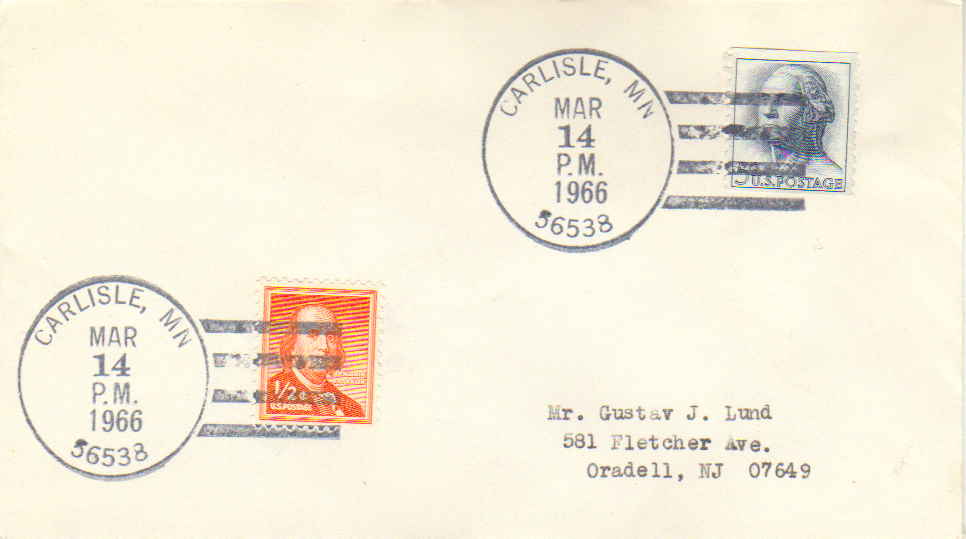 CARLISLE, MN
MAR
14
P.M.
1966
56538
5
U.S. POSTAGE
CARLISLE, MN
MAR
14
P.M.
1966
56538
1/2 ¢
U.S. POSTAGE
Mr. Gustav J. Lund
581 Fletcher Ave.
Oradell, NJ 07649